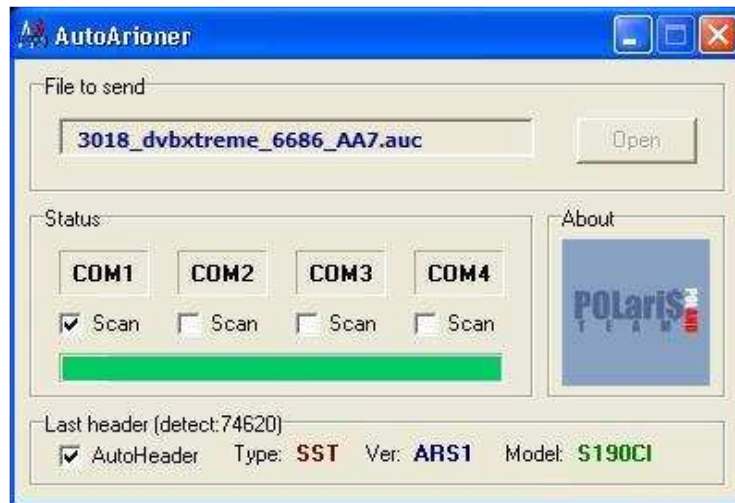 AutoArioner
File to send
3018_dvbxtreme_6686_AA7.auc
Open
Status
About
COM1 COM2 COM3 COM4
Scan Scan Scan Scan
POLariS POLAND
TEAM
Last header (detect:74620)
AutoHeader Type: SST Ver: ARS1 Model: S190CI